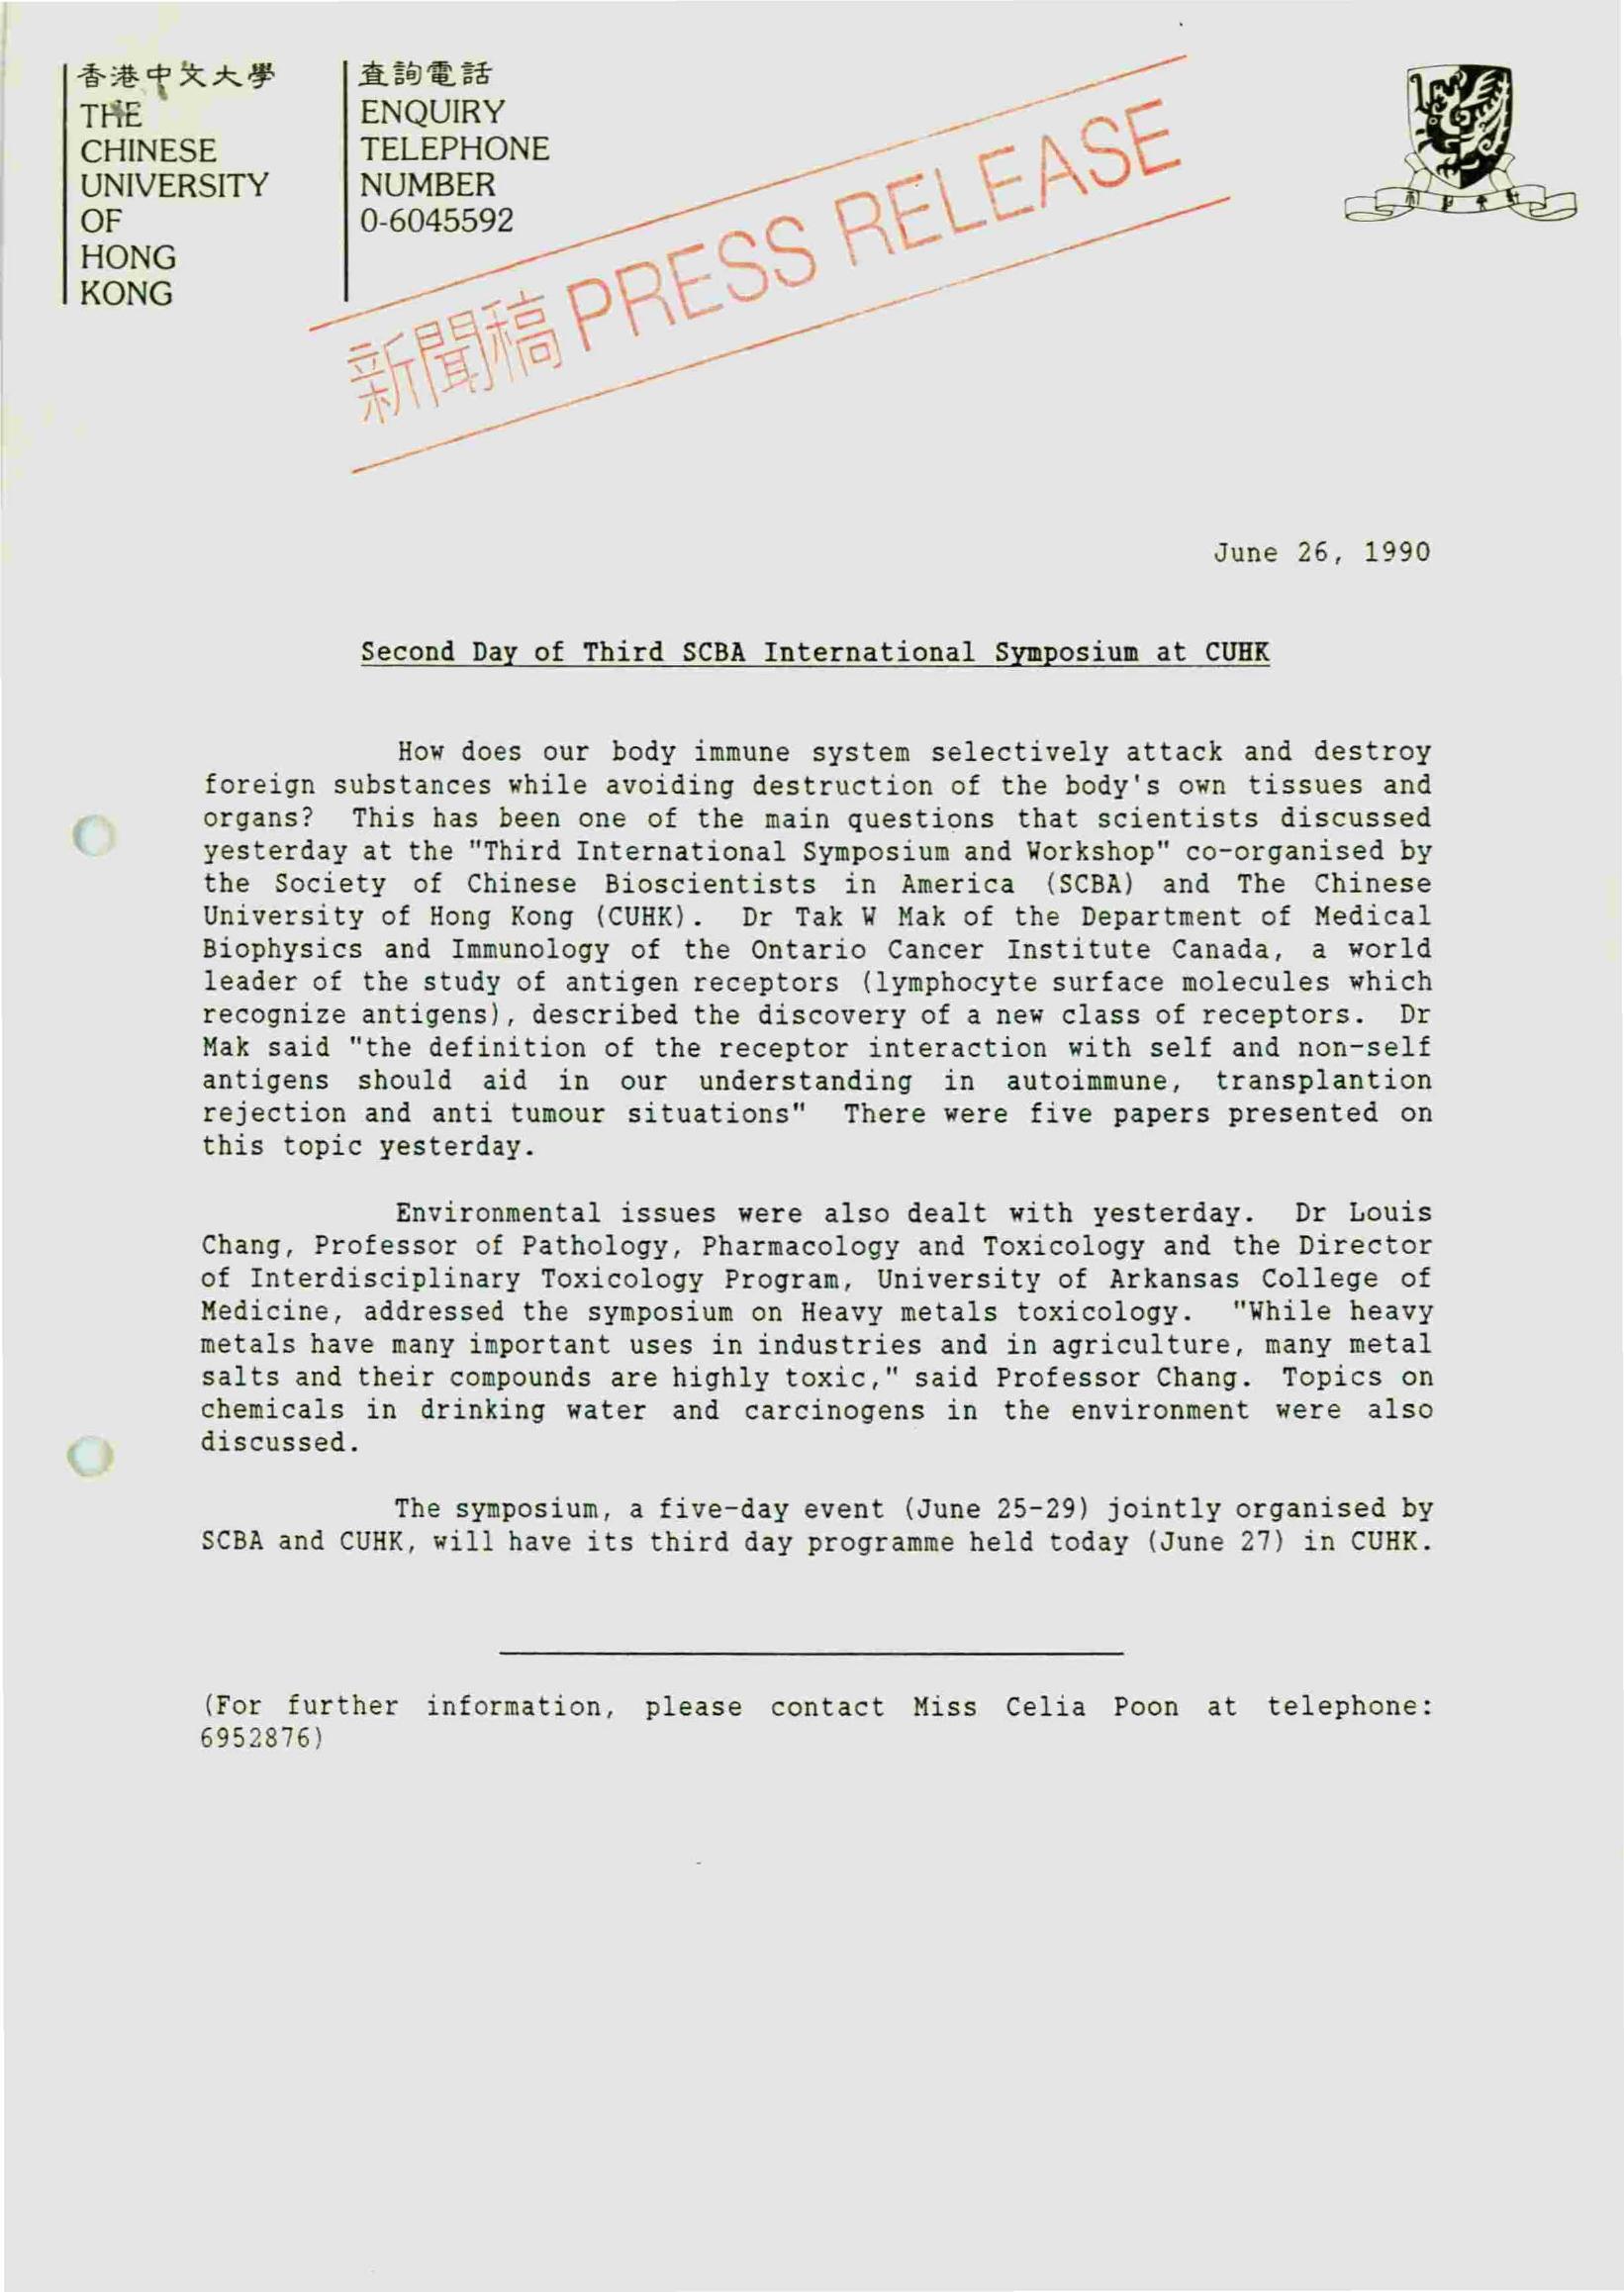 香港中文大學
THE
CHINESE
UNIVERSITY
OF
HONG
KONG
查詢電話
ENQUIRY
TELEPHONE
NUMBER
0-6045592
新聞稿 PRESS RELEASE
June 26, 1990
Second Day of Third SCBA International Symposium at CUHK
How does our body immune system selectively attack and destroy
foreign substances while avoiding destruction of the body's own tissues and
organs? This has been one of the main questions that scientists discussed
yesterday at the "Third International Symposium and Workshop" co-organised by
the Society of Chinese Bioscientists in America (SCBA) and The Chinese
University of Hong Kong (CUHK). Dr Tak W Mak of the Department of Medical
Biophysics and Immunology of the Ontario Cancer Institute Canada, a world
leader of the study of antigen receptors (lymphocyte surface molecules which
recognize antigens), described the discovery of a new class of receptors. Dr
Mak said "the definition of the receptor interaction with self and non-self
antigens should aid in our understanding in autoimmune, transplantion
rejection and anti tumour situations" There were five papers presented on
this topic yesterday.
Environmental issues were also dealt with yesterday. Dr Louis
Chang, Professor of Pathology, Pharmacology and Toxicology and the Director
of Interdisciplinary Toxicology Program, University of Arkansas College of
Medicine, addressed the symposium on Heavy metals toxicology. "While heavy
metals have many important uses in industries and in agriculture, many metal
salts and their compounds are highly toxic," said Professor Chang. Topics on
chemicals in drinking water and carcinogens in the environment were also
discussed.
The symposium, a five-day event (June 25-29) jointly organised by
SCBA and CUHK, will have its third day programme held today (June 27) in CUHK.
(For further information, please contact Miss Celia Poon at telephone:
6952876)